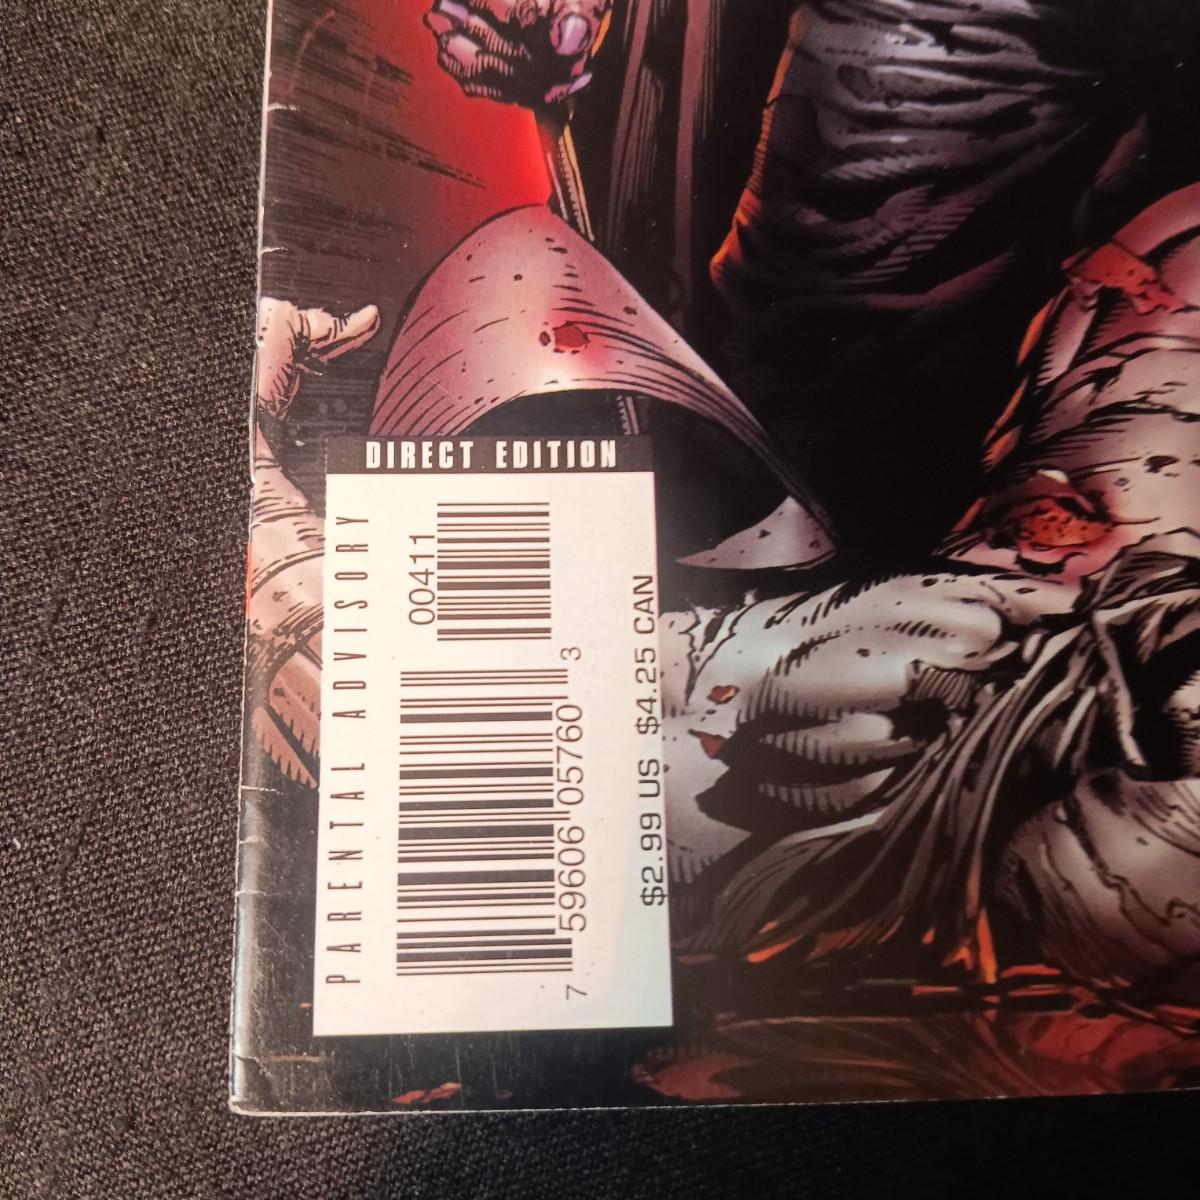 DIRECT EDITION
PARENTAL ADVISORY
00411
7 59606 05760 3
$2.99 US $4.25 CAN